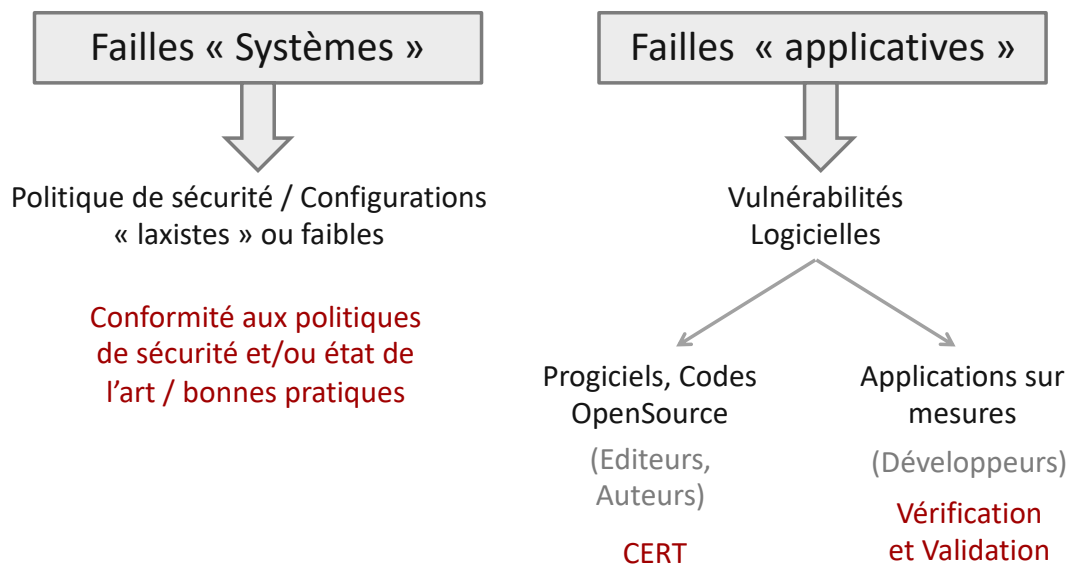 Failles « Systèmes »
Politique de sécurité / Configurations
« laxistes » ou faibles
Conformité aux politiques
de sécurité et/ou état de
l’art / bonnes pratiques
Failles « applicatives »
Vulnérabilités
Logicielles
Progiciels, Codes
OpenSource
(Editeurs,
Auteurs)
CERT
Applications sur
mesures
(Développeurs)
Vérification
et Validation